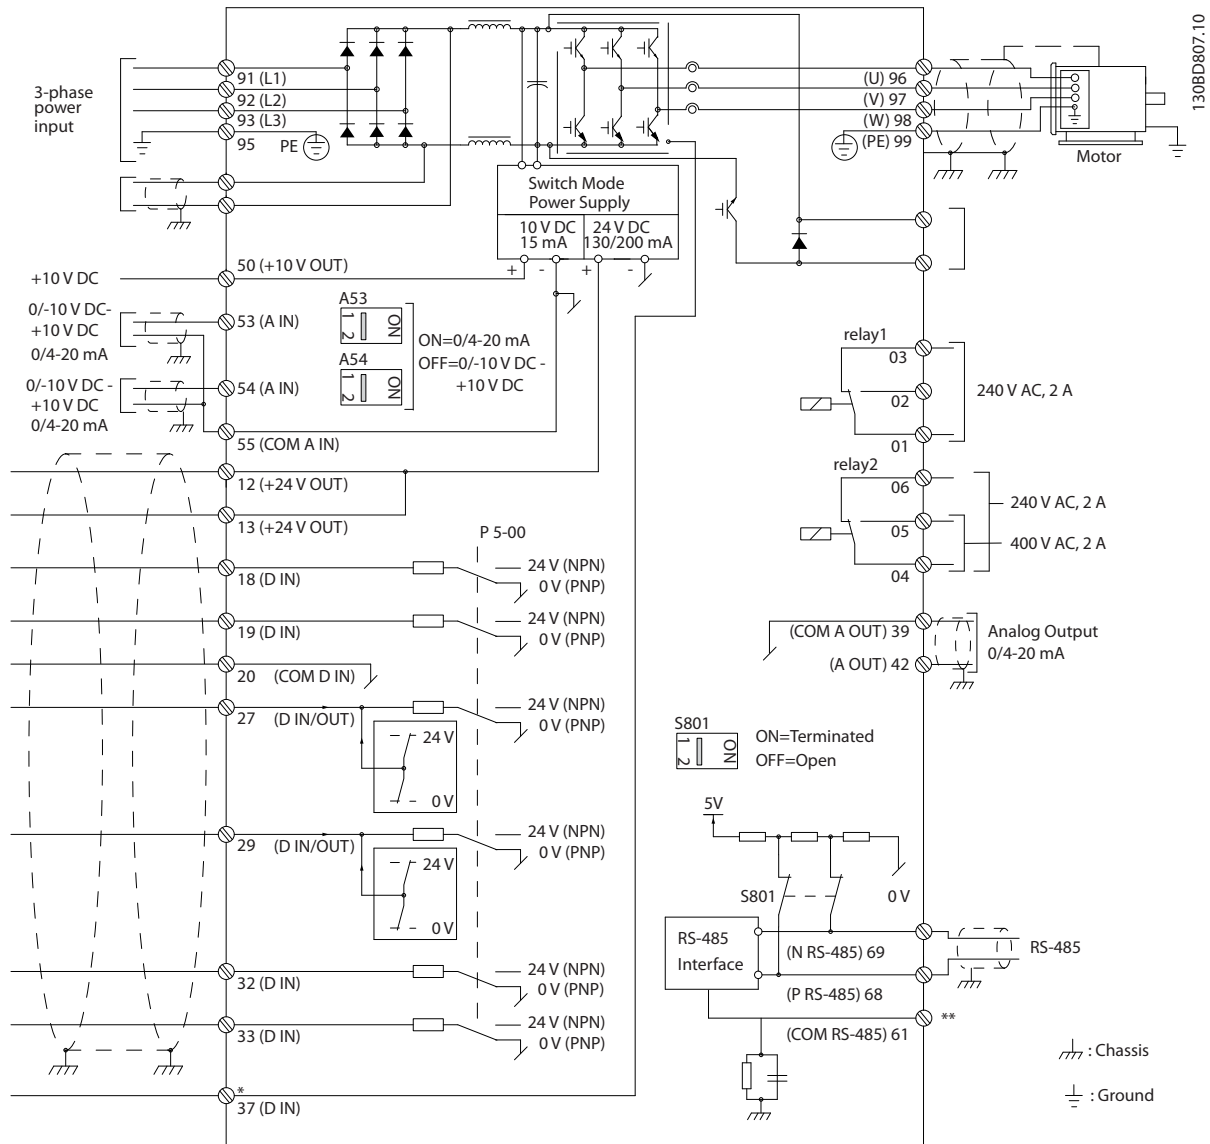 130BD807.10
3-phase
power
input
91 (L1)
92 (L2)
93 (L3)
95
PE
(U) 96
(V) 97
(W) 98
(PE) 99
Motor
Switch Mode
Power Supply
10 V DC
15 mA
24 V DC
130/200 mA
+
-
+
-
+10 V DC
50 (+10 V OUT)
0/-10 V DC-
+10 V DC
0/4-20 mA
53 (A IN)
0/-10 V DC -
+10 V DC
0/4-20 mA
54 (A IN)
55 (COM A IN)
A53
1
2
ON
A54
1
2
ON
ON=0/4-20 mA
OFF=0/-10 V DC -
+10 V DC
12 (+24 V OUT)
13 (+24 V OUT)
P 5-00
18 (D IN)
24 V (NPN)
0 V (PNP)
19 (D IN)
24 V (NPN)
0 V (PNP)
20 (COM D IN)
27 (D IN/OUT)
24 V (NPN)
0 V (PNP)
24 V
0 V
29 (D IN/OUT)
24 V (NPN)
0 V (PNP)
24 V
0 V
32 (D IN)
24 V (NPN)
0 V (PNP)
33 (D IN)
24 V (NPN)
0 V (PNP)
*
37 (D IN)
relay1
03
02
01
240 V AC, 2 A
relay2
06
05
04
240 V AC, 2 A
400 V AC, 2 A
(COM A OUT) 39
(A OUT) 42
Analog Output
0/4-20 mA
S801
1
2
ON
ON=Terminated
OFF=Open
5V
S801
0 V
RS-485
Interface
(N RS-485) 69
(P RS-485) 68
(COM RS-485) 61
RS-485
**
: Chassis
: Ground